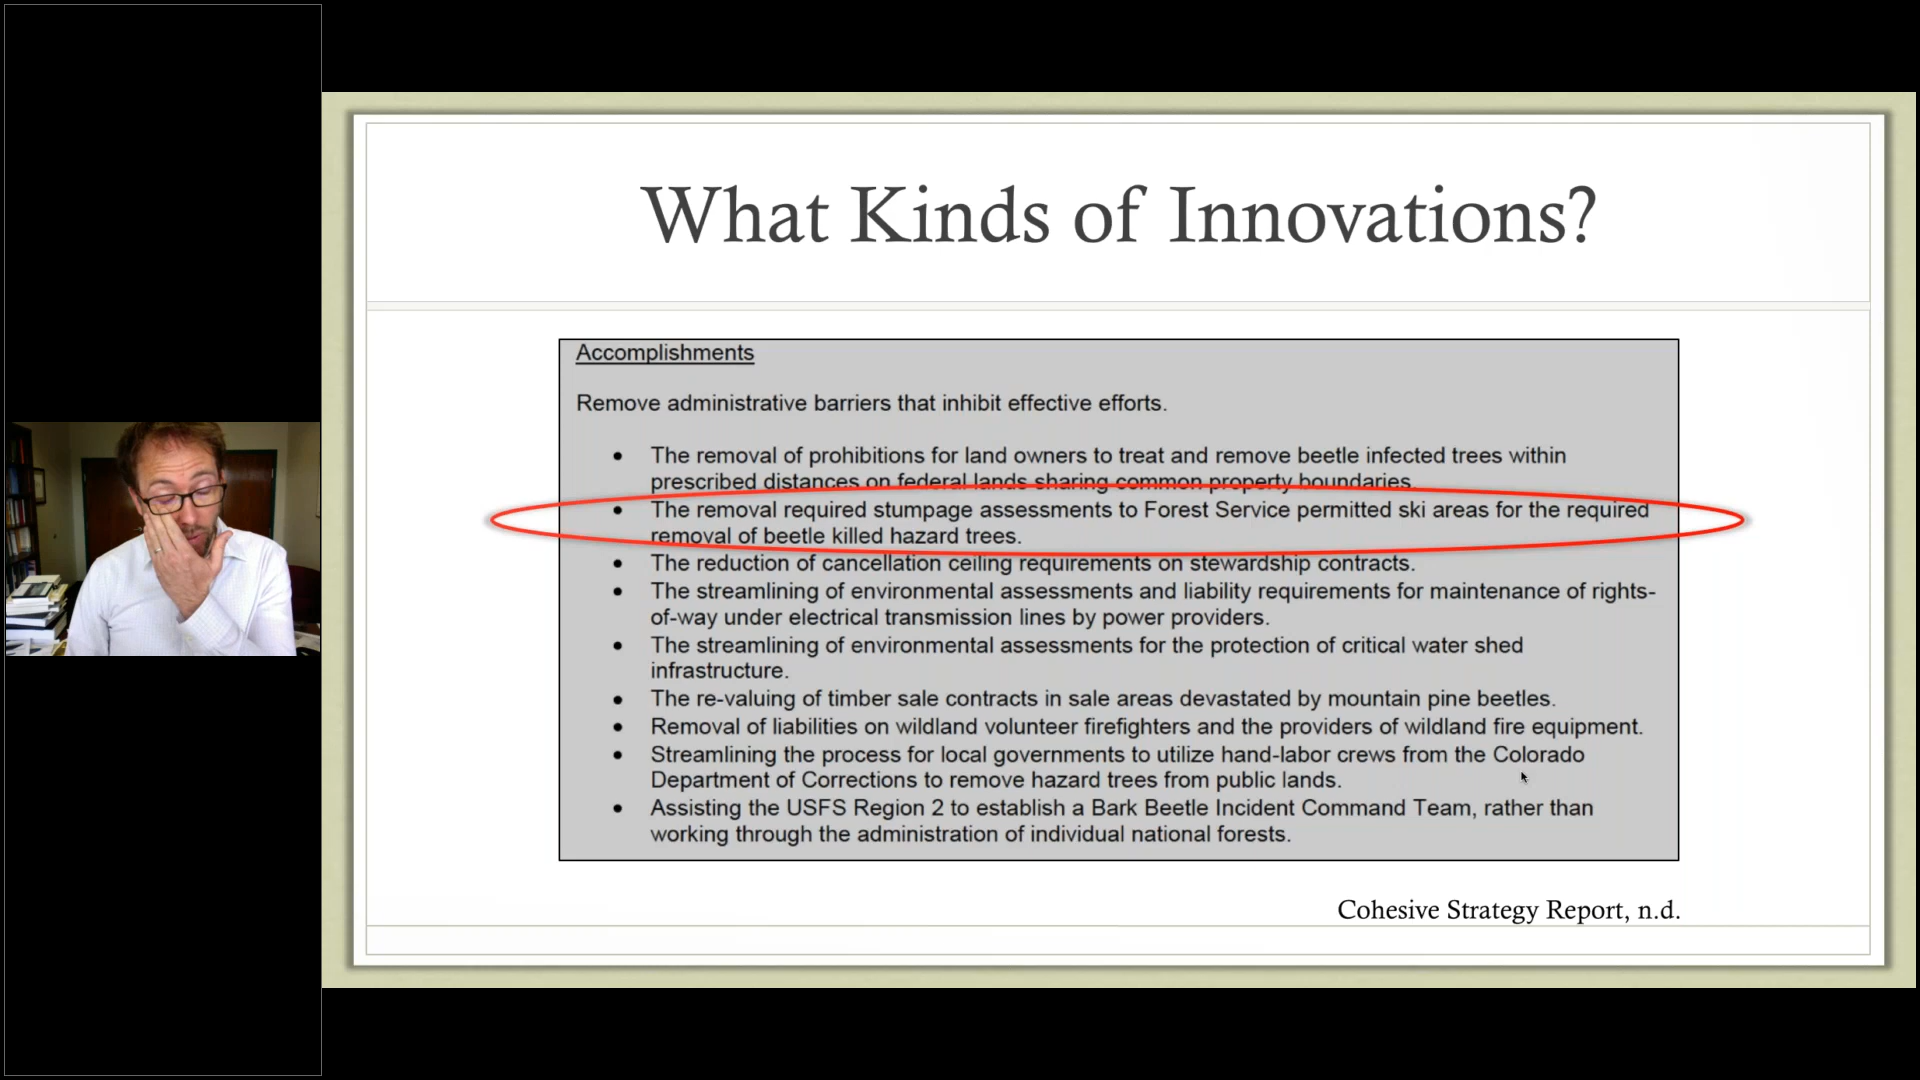 What Kinds of Innovations?
Accomplishments
Remove administrative barriers that inhibit effective efforts.
• The removal of prohibitions for land owners to treat and remove beetle infected trees within
prescribed distances on federal lands sharing common property boundaries.
• The removal required stumpage assessments to Forest Service permitted ski areas for the required
removal of beetle killed hazard trees.
• The reduction of cancellation ceiling requirements on stewardship contracts.
• The streamlining of environmental assessments and liability requirements for maintenance of rights-
of-way under electrical transmission lines by power providers.
• The streamlining of environmental assessments for the protection of critical water shed
infrastructure.
• The re-valuing of timber sale contracts in sale areas devastated by mountain pine beetles.
• Removal of liabilities on wildland volunteer firefighters and the providers of wildland fire equipment.
• Streamlining the process for local governments to utilize hand-labor crews from the Colorado
Department of Corrections to remove hazard trees from public lands.
• Assisting the USFS Region 2 to establish a Bark Beetle Incident Command Team, rather than
working through the administration of individual national forests.
Cohesive Strategy Report, n.d.